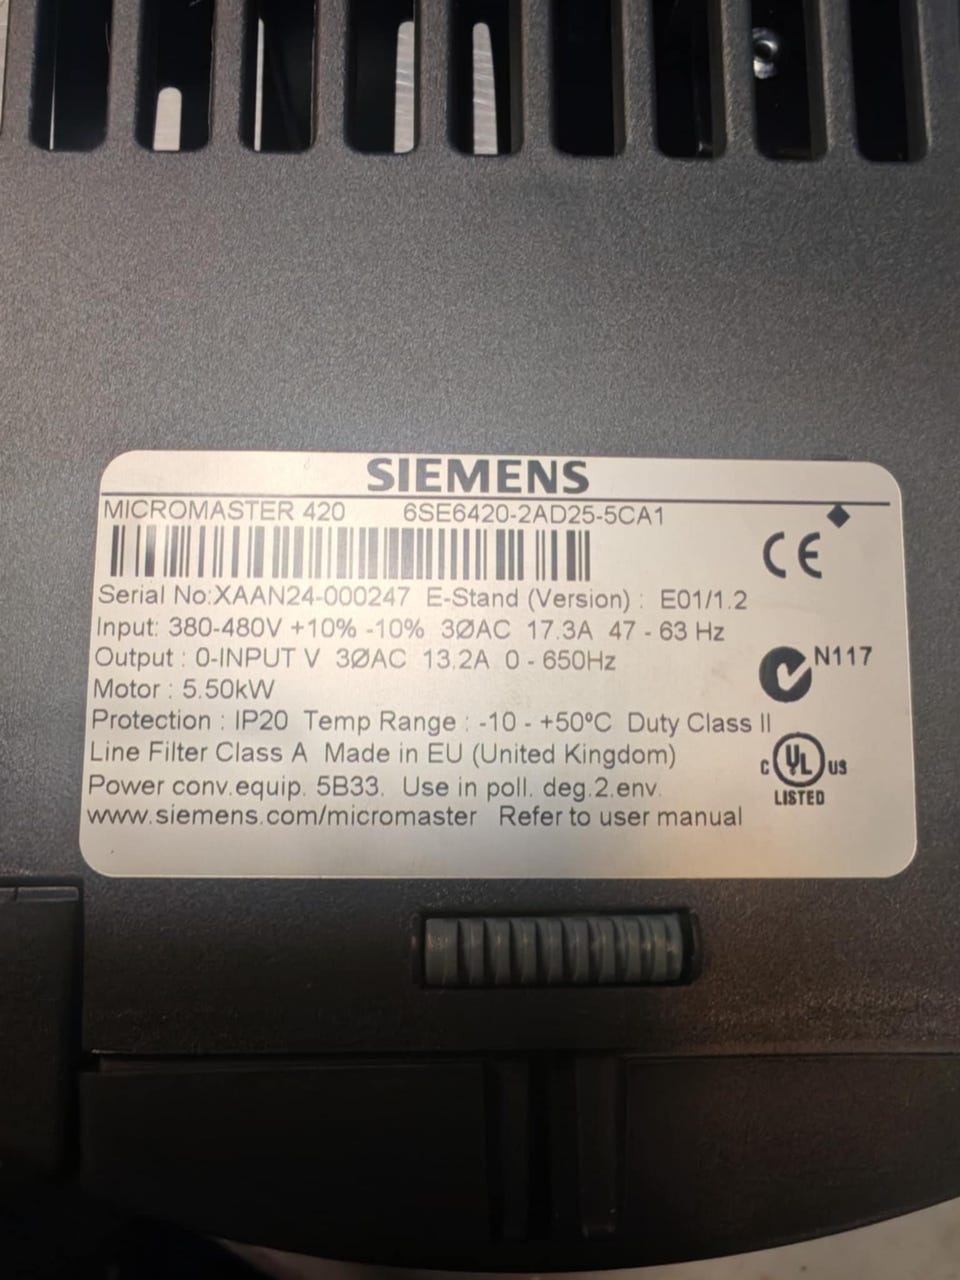 SIEMENS
MICROMASTER 420 6SE6420-2AD25-5CA1
CE
Serial No:XAAN24-000247 E-Stand (Version) : E01/1.2
Input: 380-480V +10% -10% 3ØAC 17.3A 47 - 63 Hz
Output : 0-INPUT V 3ØAC 13.2A 0 - 650Hz
N117
Motor : 5.50kW
Protection : IP20 Temp Range : -10 - +50ºC Duty Class II
Line Filter Class A Made in EU (United Kingdom)
C UL US
LISTED
Power conv.equip. 5B33. Use in poll. deg.2.env.
www.siemens.com/micromaster Refer to user manual